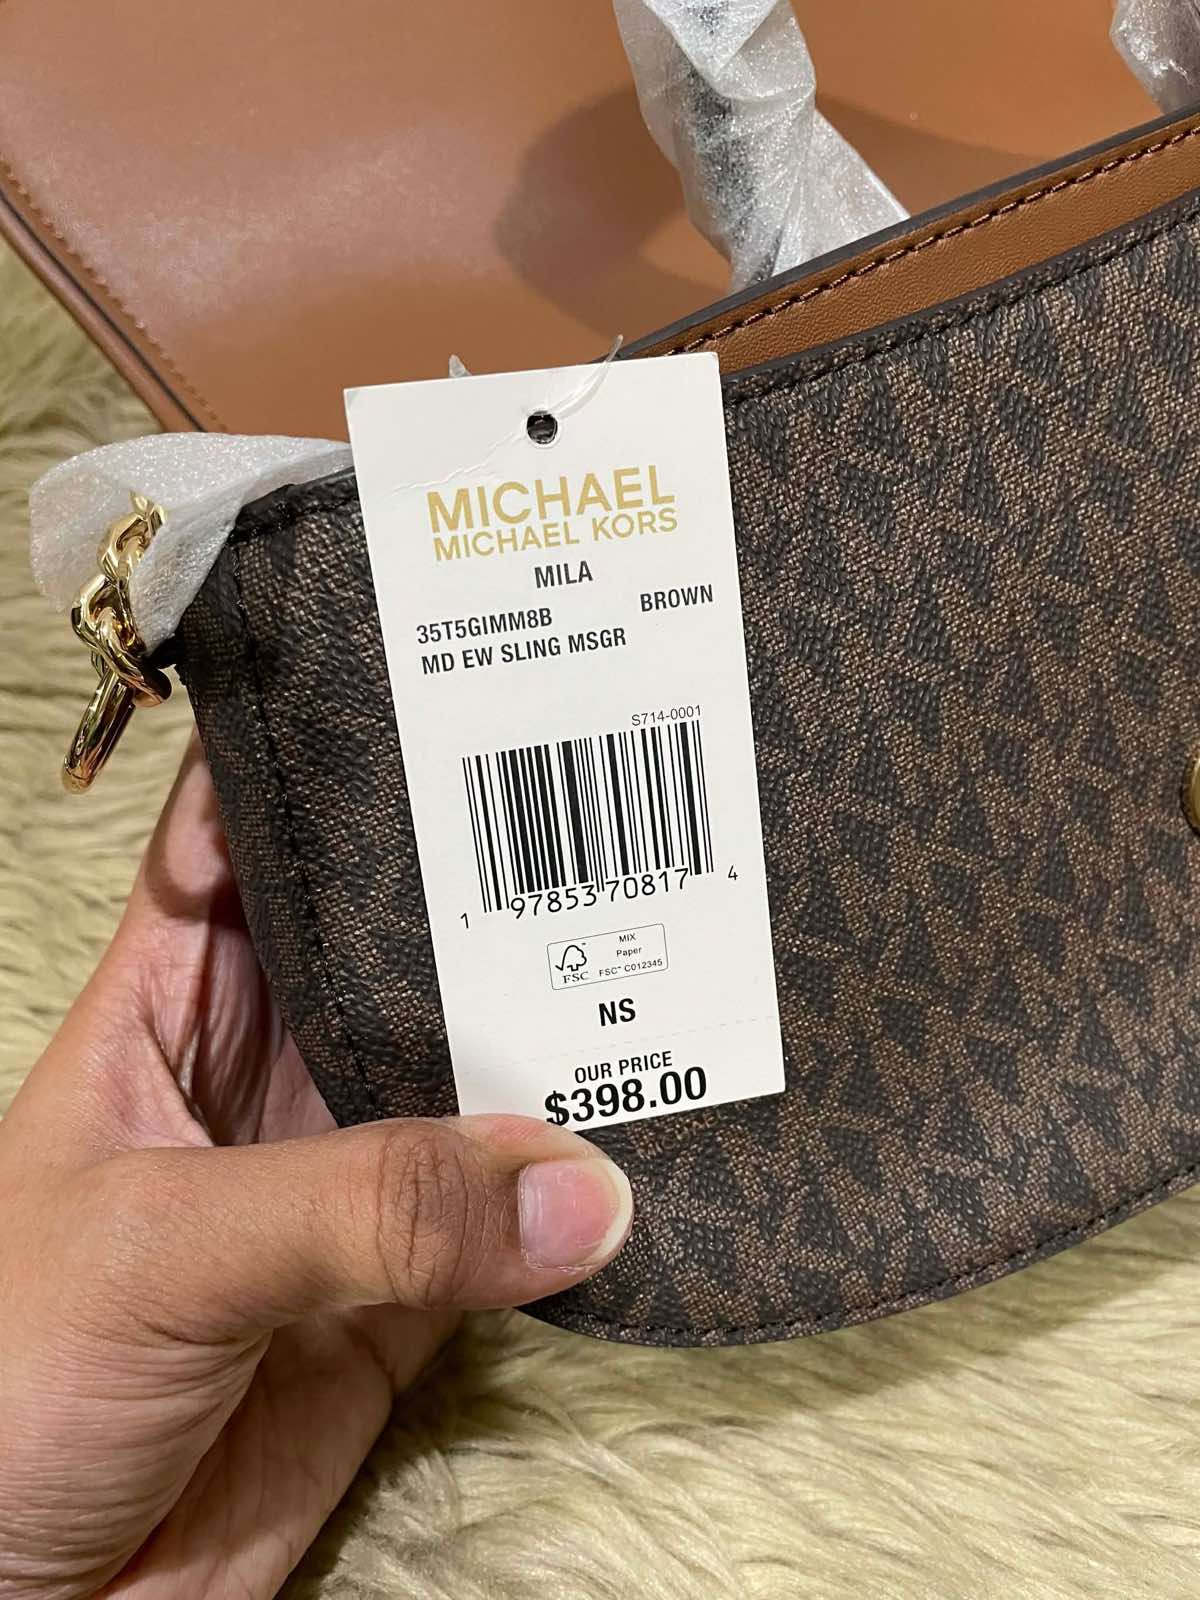 MICHAEL
MICHAEL KORS
MILA
35T5GIMM8B BROWN
MD EW SLING MSGR
S714-0001
1 97853 70817 4
FSC
MIX
Paper
FSC™ C012345
NS
OUR PRICE
$398.00